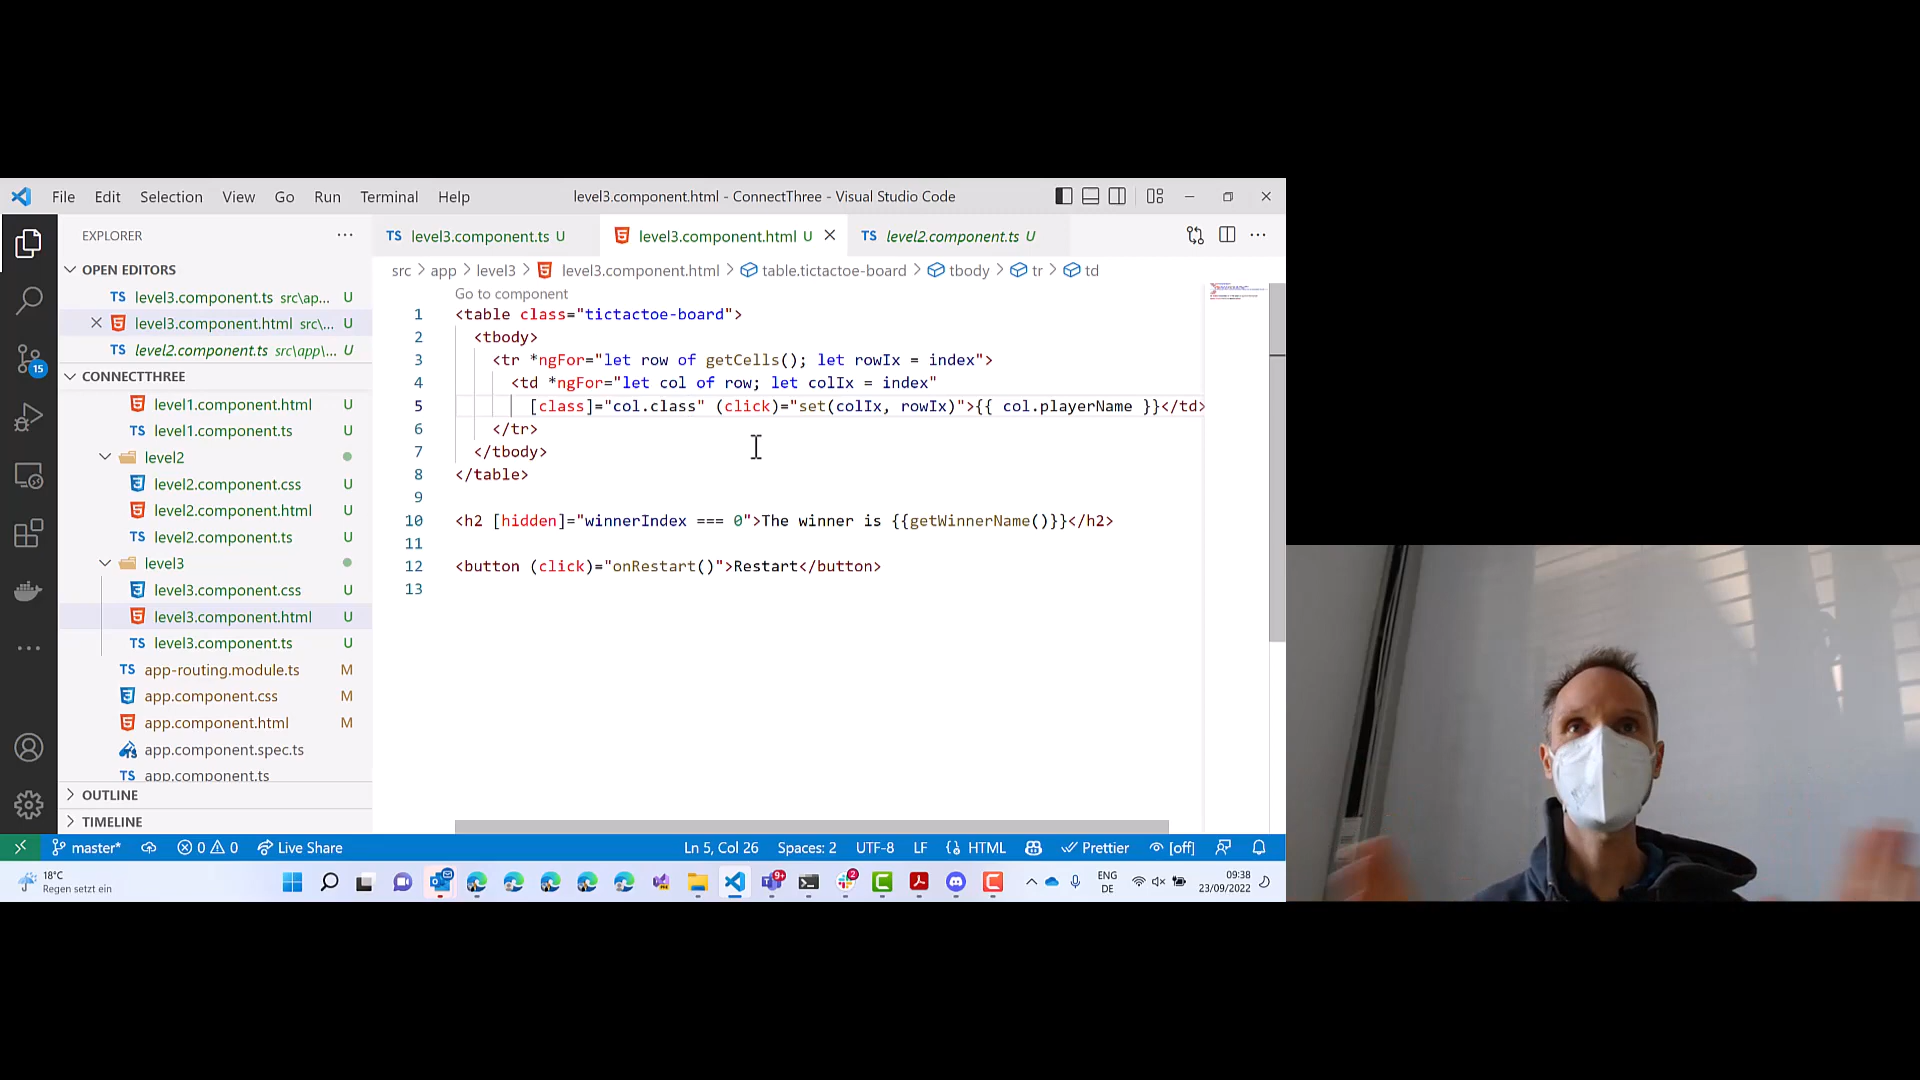 File Edit Selection View Go Run Terminal Help
level3.component.html - ConnectThree - Visual Studio Code
EXPLORER
OPEN EDITORS
TS level3.component.ts src\ap... U
level3.component.html src\... U
TS level2.component.ts src\app\... U
CONNECTTHREE
level1.component.html U
TS level1.component.ts U
level2
level2.component.css U
level2.component.html U
TS level2.component.ts U
level3
level3.component.css U
level3.component.html U
TS level3.component.ts U
TS app-routing.module.ts M
app.component.css M
app.component.html M
app.component.spec.ts
TS app.component.ts
OUTLINE
TIMELINE
TS level3.component.ts U
level3.component.html U
TS level2.component.ts U
src > app > level3 > level3.component.html > table.tictactoe-board > tbody > tr > td
Go to component
1 <table class="tictactoe-board">
2 <tbody>
3 <tr *ngFor="let row of getCells(); let rowIx = index">
4 <td *ngFor="let col of row; let colIx = index"
5 [class]="col.class" (click)="set(colIx, rowIx)">{{ col.playerName }}</td>
6 </tr>
7 </tbody>
8 </table>
9
10 <h2 [hidden]="winnerIndex === 0">The winner is {{getWinnerName()}}</h2>
11
12 <button (click)="onRestart()">Restart</button>
13
15
master* 0 0 Live Share
Ln 5, Col 26 Spaces: 2 UTF-8 LF HTML Prettier [off]
18°C
Regen setzt ein
9+
2
ENG
DE
09:38
23/09/2022